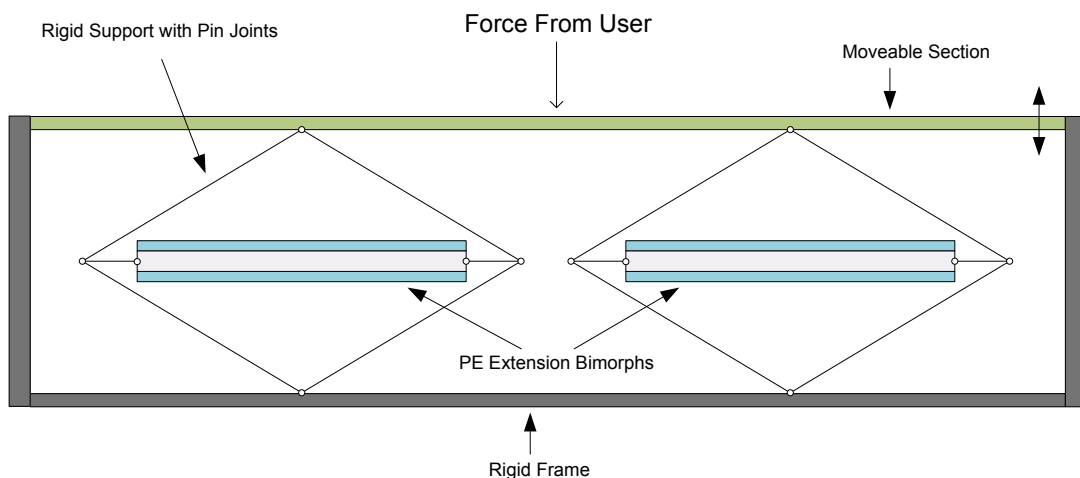 Force From User
Rigid Support with Pin Joints
Moveable Section
PE Extension Bimorphs
Rigid Frame